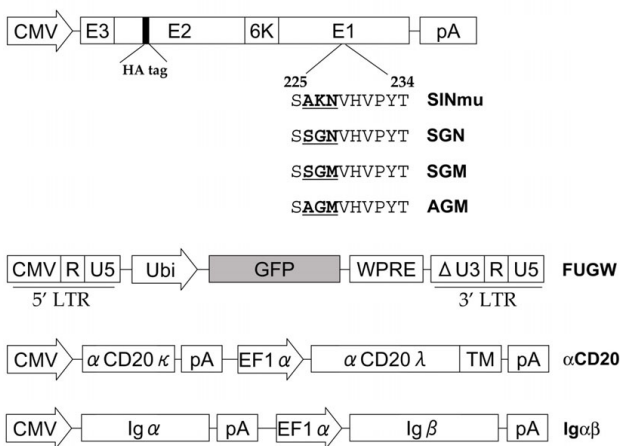 CMV E3 E2 6K E1 pA
HA tag
225 234
SAKNVHVPYT SINmu
SSGNVHVPYT SGN
SSGMVHVPYT SGM
SAGMVHVPYT AGM
CMV R U5 Ubi GFP WPRE ΔU3 R U5 FUGW
5′ LTR 3′ LTR
CMV αCD20κ pA EF1α αCD20λ TM pA αCD20
CMV Igα pA EF1α Igβ pA Igαβ